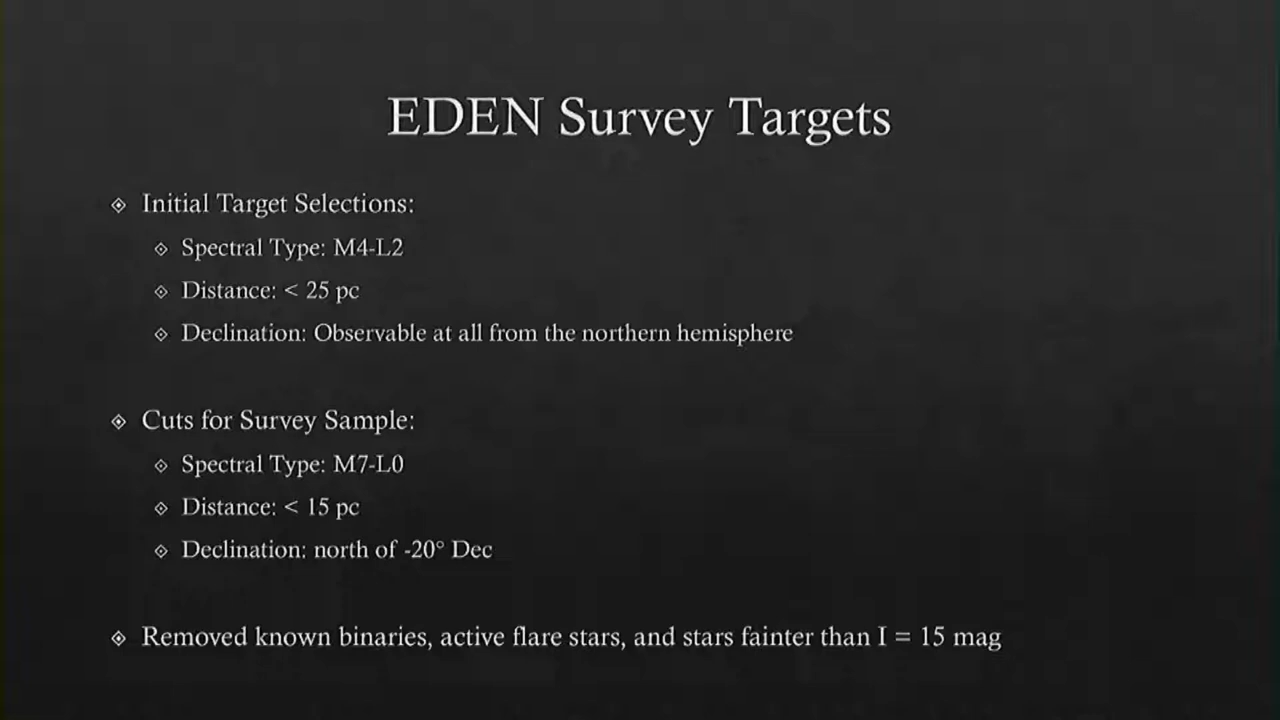 EDEN Survey Targets
Initial Target Selections:
Spectral Type: M4-L2
Distance: < 25 pc
Declination: Observable at all from the northern hemisphere
Cuts for Survey Sample:
Spectral Type: M7-L0
Distance: < 15 pc
Declination: north of -20° Dec
Removed known binaries, active flare stars, and stars fainter than I = 15 mag